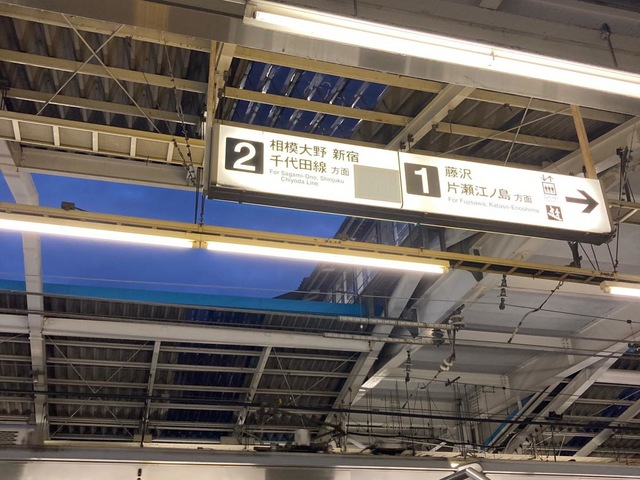 2
相模大野 新宿
千代田線 方面
For Sagami-Ono, Shinjuku
Chiyoda Line
1
藤沢
片瀬江ノ島 方面
For Fujisawa, Katase-Enoshima